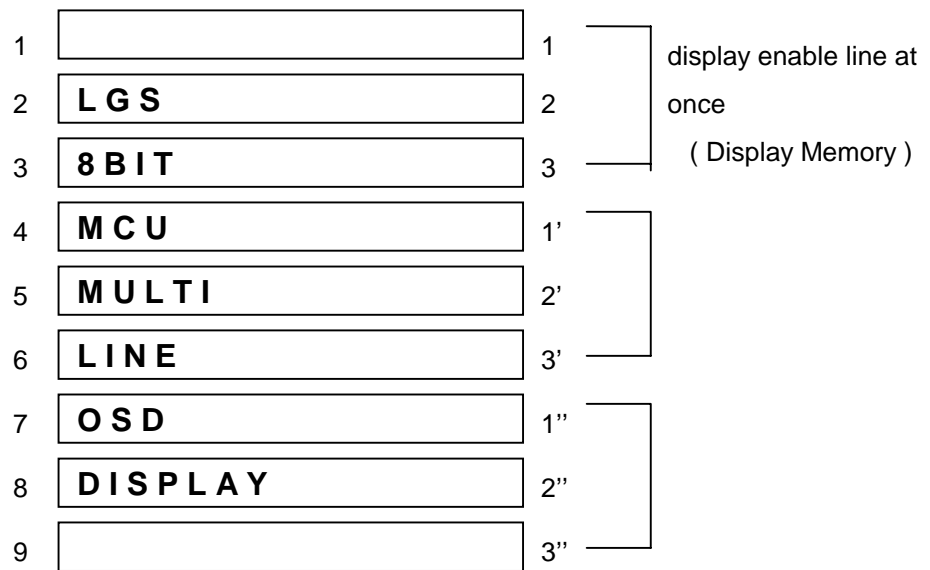 1 1
display enable line at
2 L G S 2
once
3 8 B I T 3
( Display Memory )
4 M C U 1’
5 M U L T I 2’
6 L I N E 3’
7 O S D 1’’
8 D I S P L A Y 2’’
9 3’’